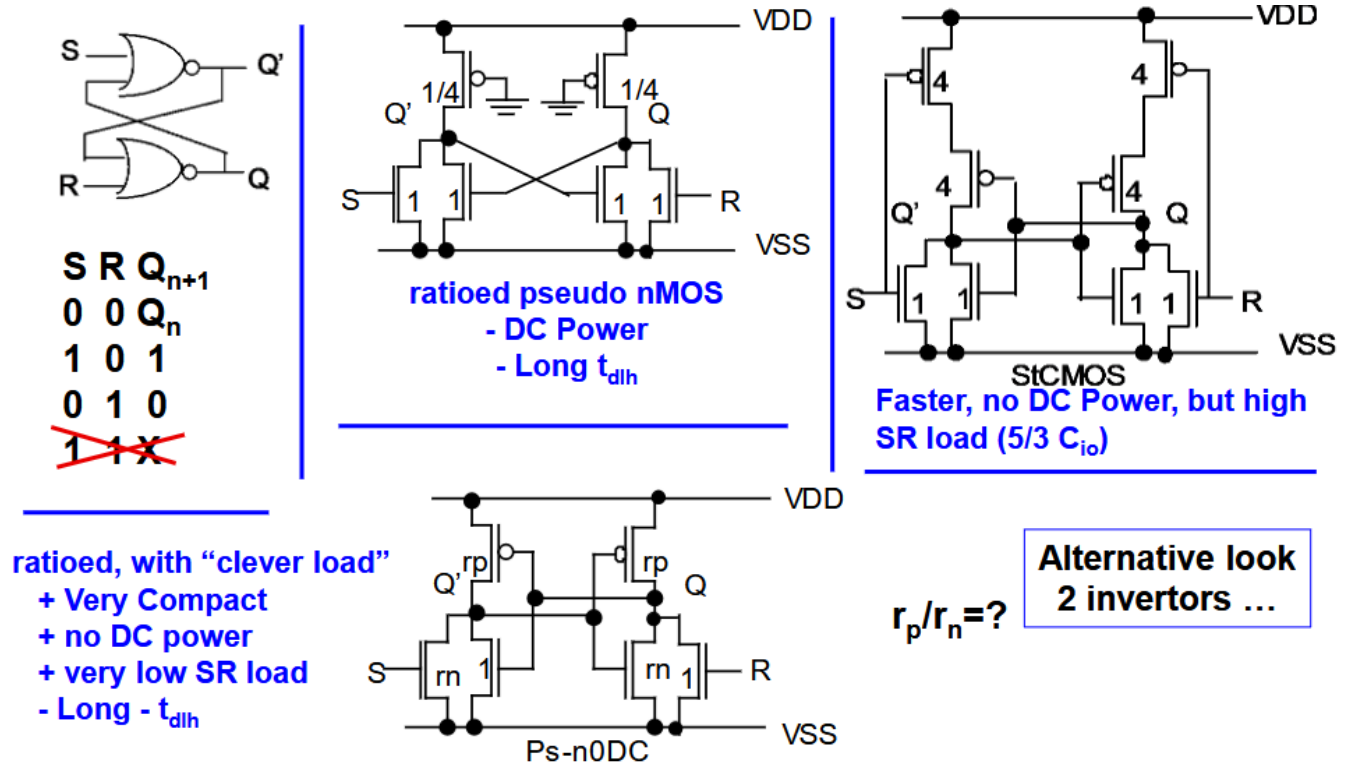 S
Q'
R
Q
S R Qn+1
0 0 Qn
1 0 1
0 1 0
1 1 X
VDD
1/4
1/4
Q'
Q
S
1
1
1
1
R
VSS
ratioed pseudo nMOS
- DC Power
- Long tdlh
VDD
4
4
4
4
Q'
Q
S
1
1
1
1
R
VSS
StCMOS
Faster, no DC Power, but high
SR load (5/3 Cio)
ratioed, with “clever load”
+ Very Compact
+ no DC power
+ very low SR load
- Long - tdlh
VDD
rp
rp
Q'
Q
S
rn
1
rn
1
R
VSS
Ps-n0DC
rp/rn=?
Alternative look
2 invertors ...